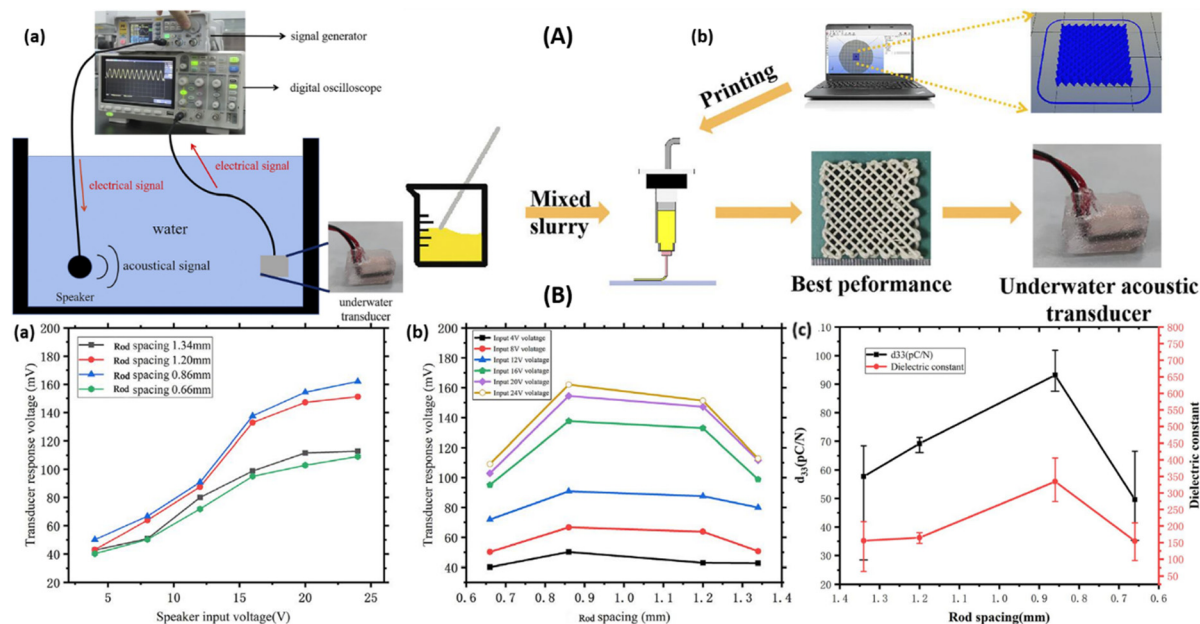 (a)
signal generator
digital oscilloscope
electrical signal
electrical signal
water
acoustical signal
Speaker
underwater
transducer
(A)
(b)
Printing
Mixed
slurry
Best peformance
Underwater acoustic
transducer
(B)
(a)
Rod spacing 1.34mm
Rod spacing 1.20mm
Rod spacing 0.86mm
Rod spacing 0.66mm
Transducer response voltage (mV)
200
180
160
140
120
100
80
60
40
20
5 10 15 20 25
Speaker input voltage(V)
(b)
Input 4V volatage
Input 8V volatage
Input 12V volatage
Input 16V volatage
Input 20V volatage
Input 24V volatage
Transducer response voltage (mV)
200
180
160
140
120
100
80
60
40
0.6 0.7 0.8 0.9 1.0 1.1 1.2 1.3 1.4
Rod spacing (mm)
(c)
d33(pC/N)
Dielectric constant
d33(pC/N)
10
100
90
80
70
60
50
40
30
20
1.4 1.3 1.2 1.1 1.0 0.9 0.8 0.7 0.6
Rod spacing(mm)
800
750
700
650
600
550
500
450
400
350
300
250
200
150
100
50
0
Dielectric constant